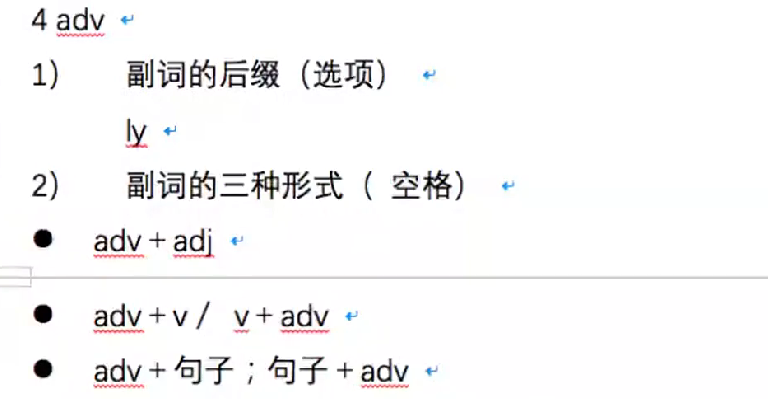 4 adv
1) 副词的后缀（选项）
ly
2) 副词的三种形式（ 空格）
● adv＋adj
● adv＋v / v＋adv
● adv＋句子；句子＋adv